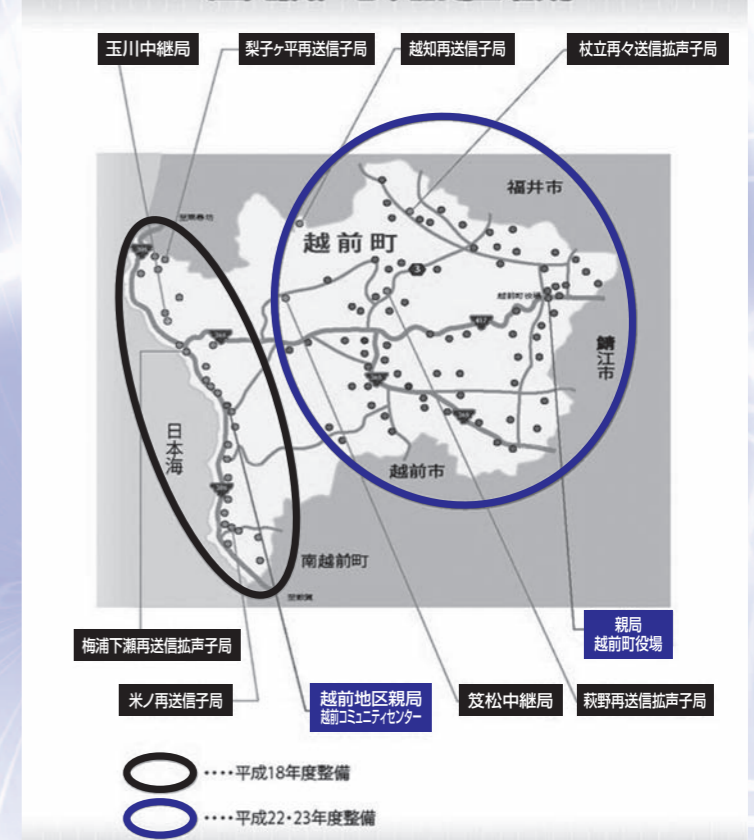 玉川中継局
梨子ヶ平再送信子局
越知再送信子局
杖立再々送信拡声子局
福井市
越前町
越前町役場
鯖江市
日本海
越前市
南越前町
梅浦下瀬再送信拡声子局
親局
越前町役場
米ノ再送信子局
越前地区親局
越前コミュニティセンター
笈松中継局
萩野再送信拡声子局
････平成18年度整備
････平成22・23年度整備